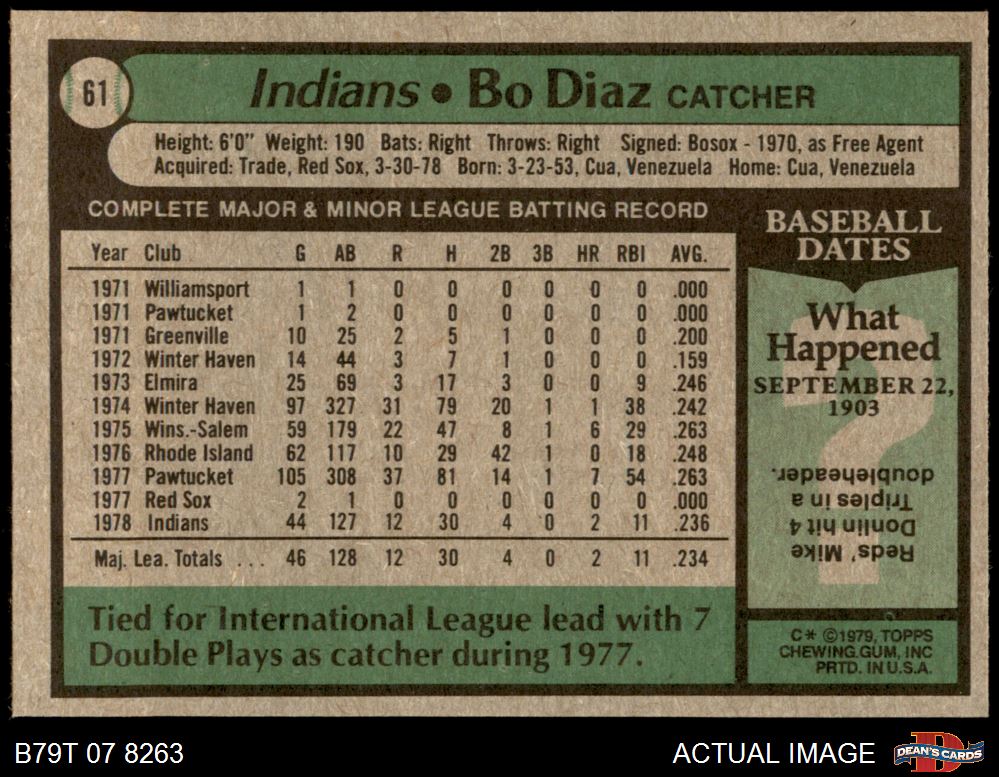 61
Indians • Bo Diaz CATCHER
Height: 6'0" Weight: 190 Bats: Right Throws: Right Signed: Bosox - 1970, as Free Agent
Acquired: Trade, Red Sox, 3-30-78 Born: 3-23-53, Cua, Venezuela Home: Cua, Venezuela
COMPLETE MAJOR & MINOR LEAGUE BATTING RECORD
Year Club G AB R H 2B 3B HR RBI AVG.
1971 Williamsport 1 1 0 0 0 0 0 0 .000
1971 Pawtucket 1 2 0 0 0 0 0 0 .000
1971 Greenville 10 25 2 5 1 0 0 0 .200
1972 Winter Haven 14 44 3 7 1 0 0 0 .159
1973 Elmira 25 69 3 17 3 0 0 9 .246
1974 Winter Haven 97 327 31 79 20 1 1 38 .242
1975 Wins.-Salem 59 179 22 47 8 1 6 29 .263
1976 Rhode Island 62 117 10 29 42 1 0 18 .248
1977 Pawtucket 105 308 37 81 14 1 7 54 .263
1977 Red Sox 2 1 0 0 0 0 0 0 .000
1978 Indians 44 127 12 30 4 0 2 11 .236
Maj. Lea. Totals ... 46 128 12 30 4 0 2 11 .234
Tied for International League lead with 7
Double Plays as catcher during 1977.
BASEBALL
DATES
What
Happened
SEPTEMBER 22,
1903
Reds' Mike
Donlin hit 4
Triples in a
doubleheader.
C* ©1979, TOPPS
CHEWING GUM, INC
PRTD. IN U.S.A.
B79T 07 8263
ACTUAL IMAGE
DEAN'S CARDS